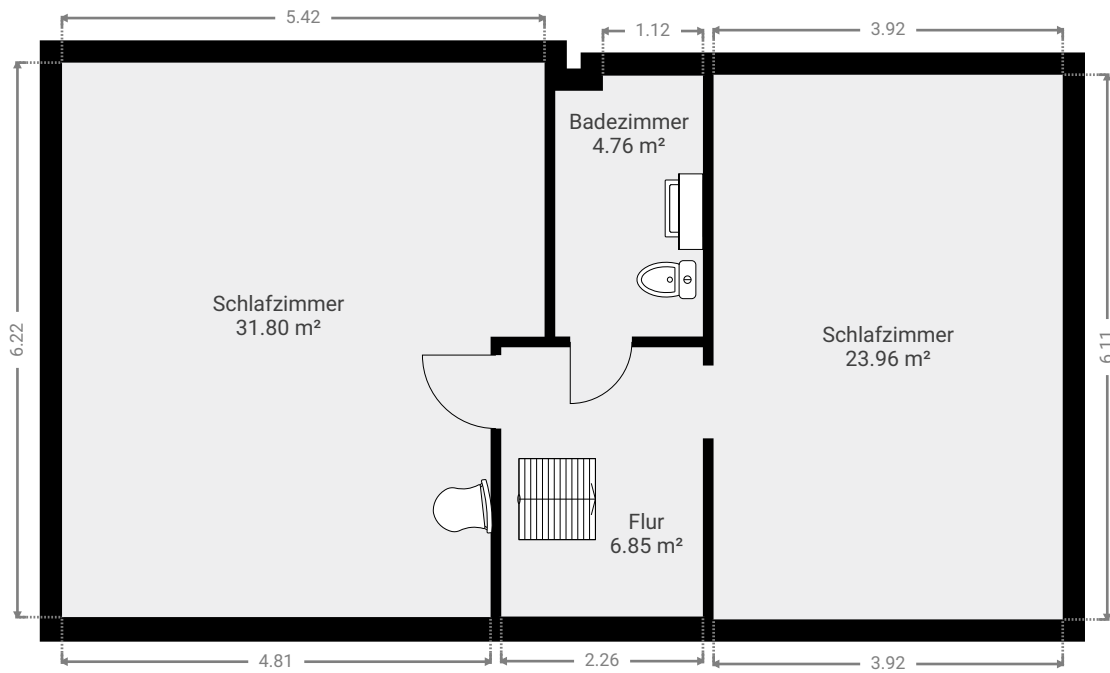 5.42
1.12
3.92
Badezimmer
4.76 m²
Schlafzimmer
31.80 m²
Schlafzimmer
23.96 m²
6.22
6.11
Flur
6.85 m²
4.81
2.26
3.92